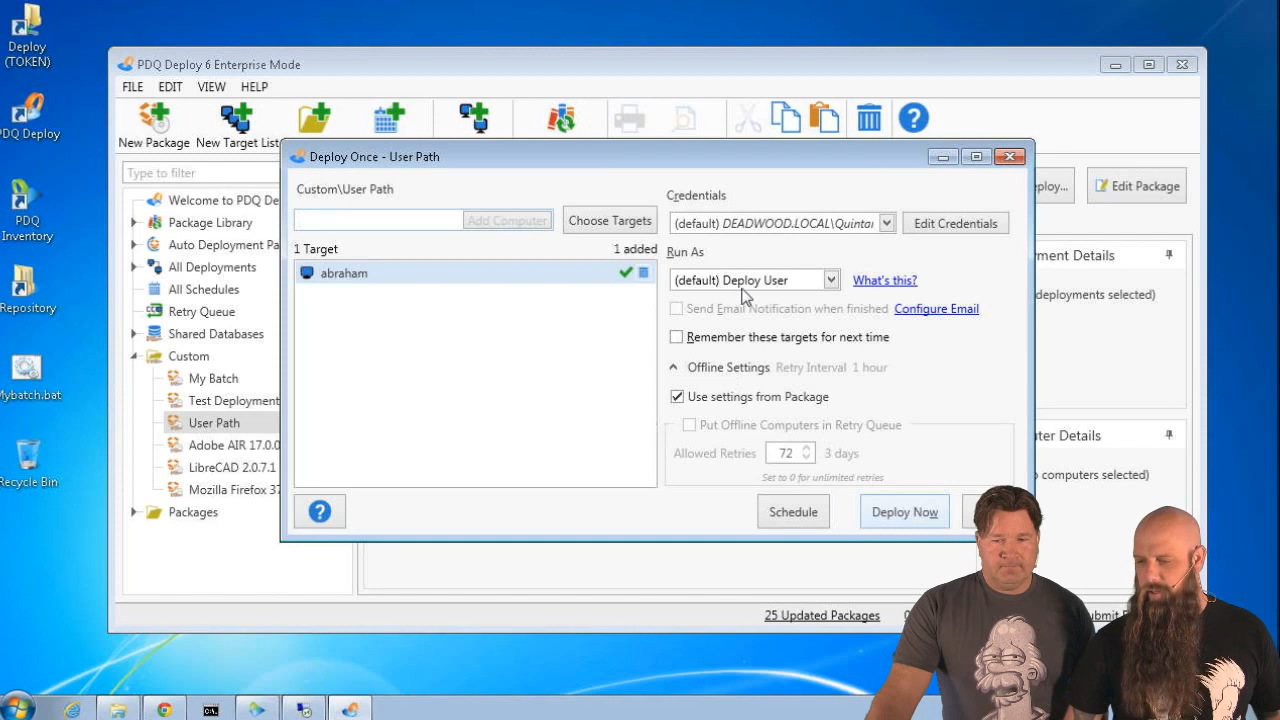 Deploy
(TOKEN)
PDQ Deploy
PDQ
Inventory
Repository
Mybatch.bat
Recycle Bin
PDQ Deploy 6 Enterprise Mode
FILE EDIT VIEW HELP
New Package New Target List
Type to filter
Welcome to PDQ De
Package Library
Auto Deployment Pa
All Deployments
All Schedules
Retry Queue
Shared Databases
Custom
My Batch
Test Deployment
User Path
Adobe AIR 17.0.0
LibreCAD 2.0.7.1
Mozilla Firefox 37
Packages
Deploy Once - User Path
Custom\User Path
Add Computer Choose Targets
1 Target 1 added
abraham
Credentials
(default) DEADWOOD.LOCAL\Quinta
Edit Credentials
Run As
(default) Deploy User
What's this?
Send Email Notification when finished Configure Email
Remember these targets for next time
Offline Settings Retry Interval 1 hour
Use settings from Package
Put Offline Computers in Retry Queue
Allowed Retries 72 3 days
Set to 0 for unlimited retries
Schedule Deploy Now
ploy... Edit Package
ment Details
deployments selected)
ter Details
computers selected)
25 Updated Packages